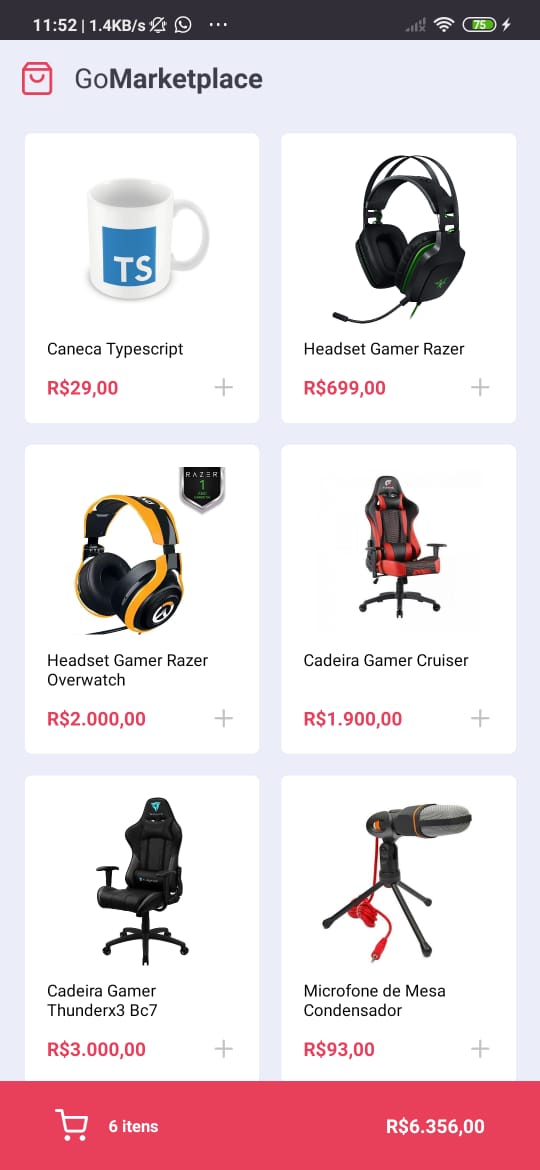 11:52 | 1.4KB/s ...
75
GoMarketplace
TS
Caneca Typescript
R$29,00
Headset Gamer Razer
R$699,00
RAZER
1
Headset Gamer Razer
Overwatch
R$2.000,00
Cadeira Gamer Cruiser
R$1.900,00
Cadeira Gamer
Thunderx3 Bc7
R$3.000,00
Microfone de Mesa
Condensador
R$93,00
6 itens
R$6.356,00